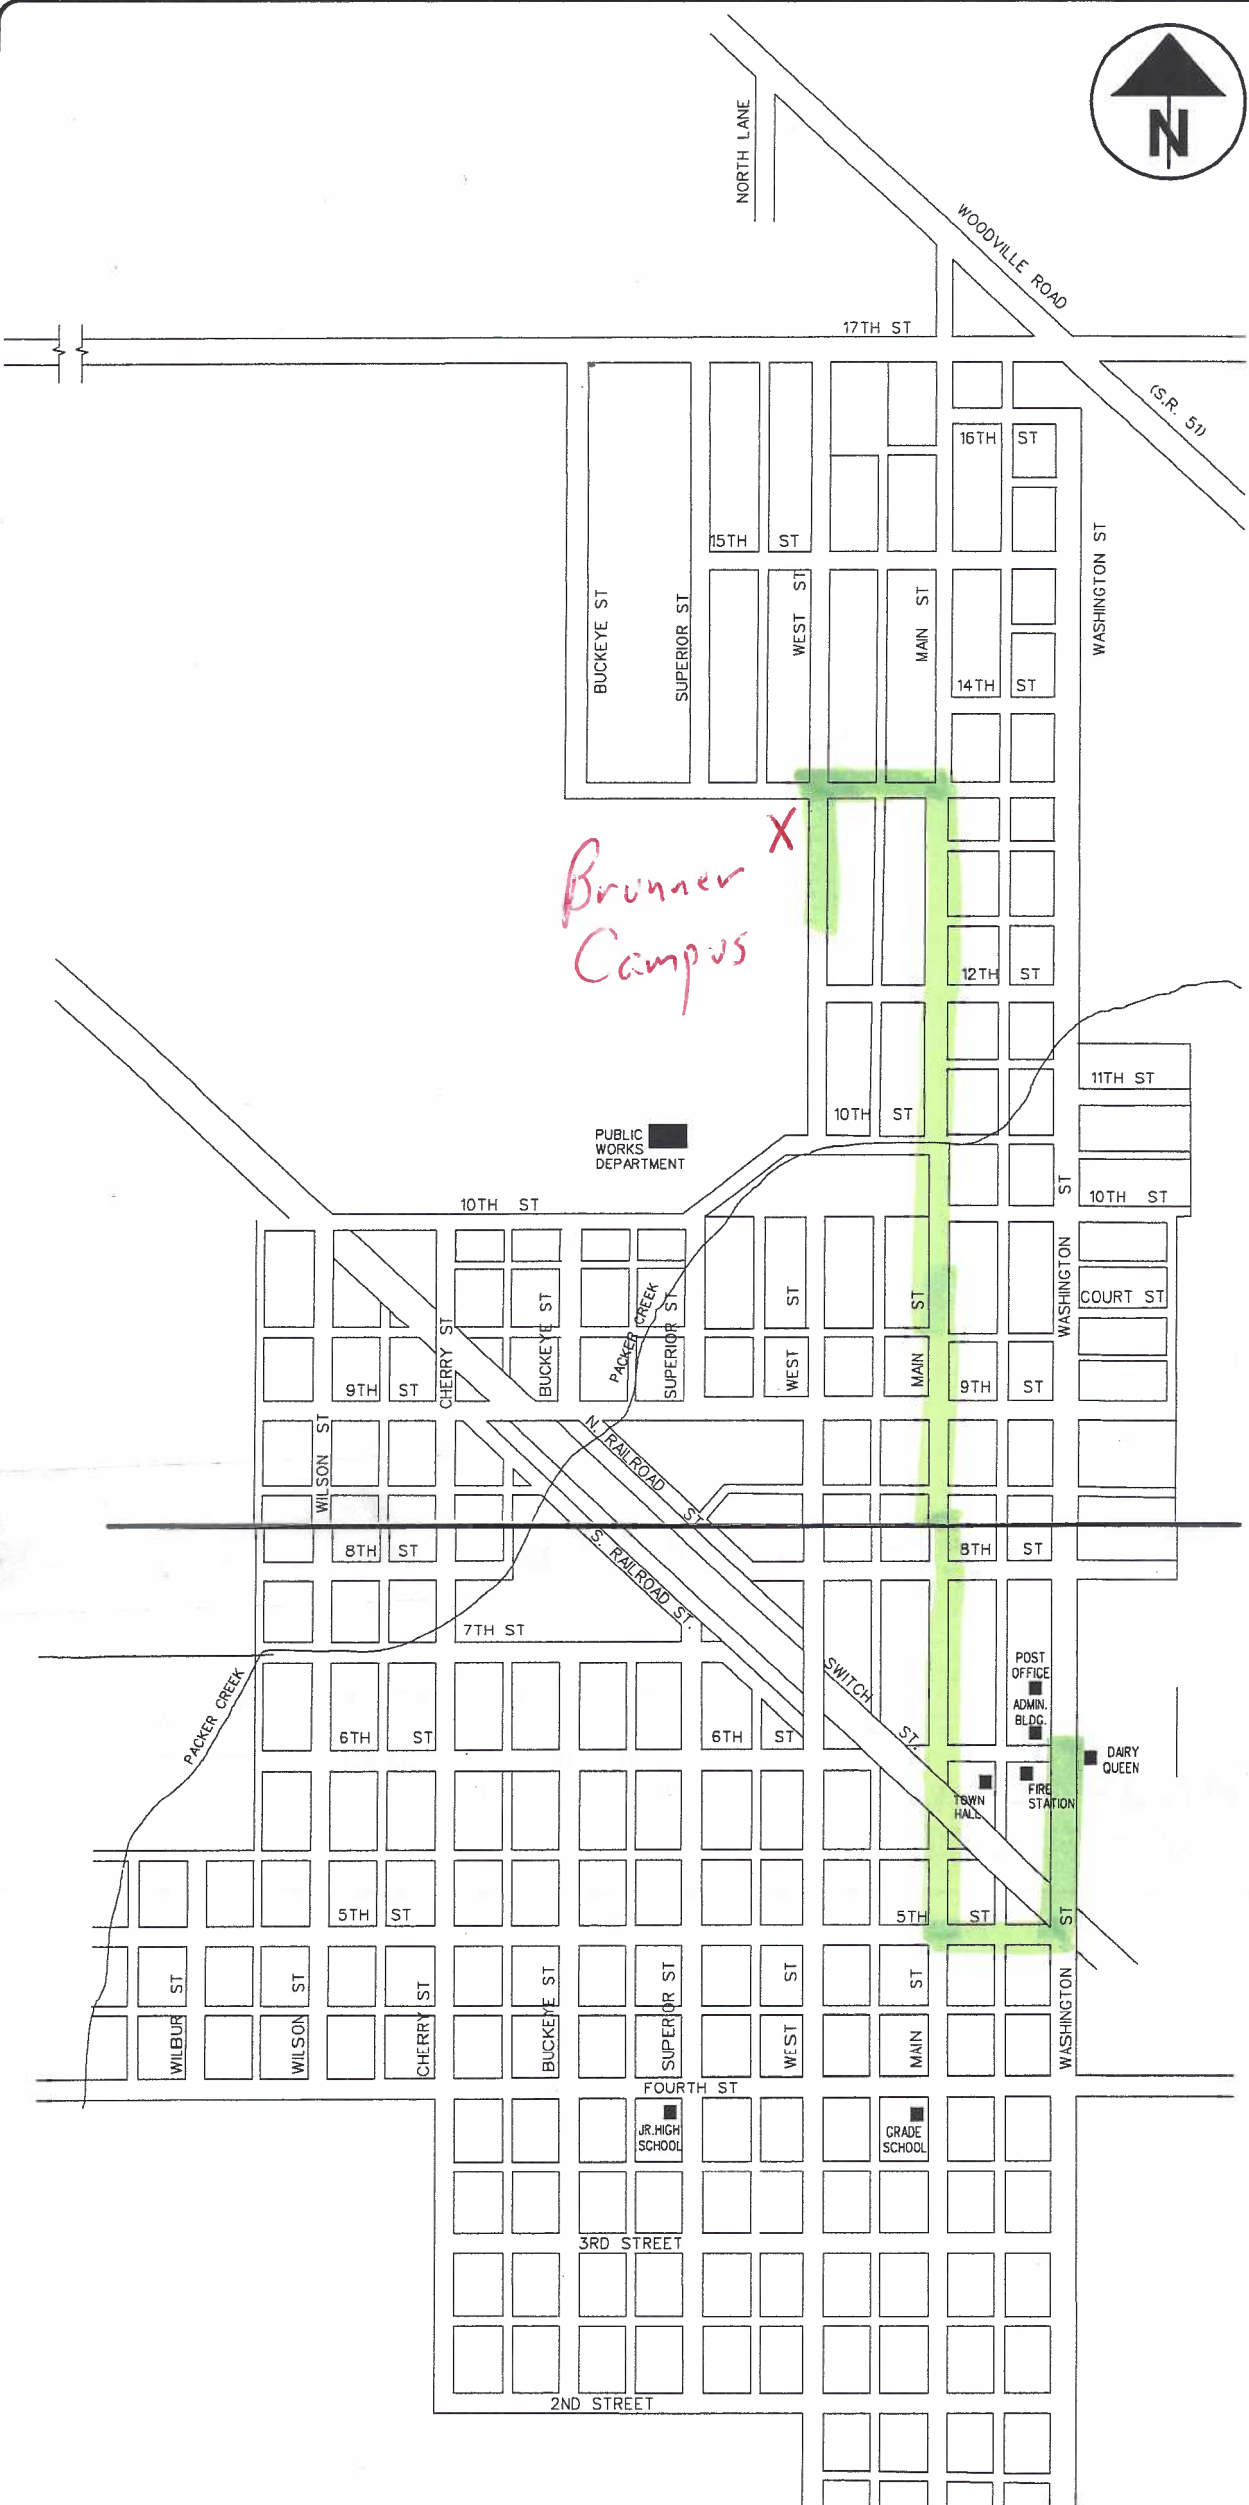 N
NORTH LANE
WOODVILLE ROAD
17TH ST
(S.R. 51)
16TH ST
15TH ST
WASHINGTON ST
BUCKEYE ST
SUPERIOR ST
WEST ST
MAIN ST
14TH ST
X
Brunner
Campus
12TH ST
11TH ST
10TH ST
PUBLIC
WORKS
DEPARTMENT
10TH ST
10TH ST
WASHINGTON ST
COURT ST
CHERRY ST
BUCKEYE ST
PACKER CREEK
SUPERIOR ST
WEST ST
MAIN ST
9TH ST
9TH ST
WILSON ST
N. RAILROAD ST.
8TH ST
S. RAILROAD ST.
8TH ST
7TH ST
POST
OFFICE
ADMIN.
BLDG.
SWITCH ST.
PACKER CREEK
6TH ST
6TH ST
DAIRY
QUEEN
TOWN
HALL
FIRE
STATION
5TH ST
5TH ST
WILBUR ST
WILSON ST
CHERRY ST
BUCKEYE ST
SUPERIOR ST
WEST ST
MAIN ST
WASHINGTON ST
FOURTH ST
JR.HIGH
SCHOOL
GRADE
SCHOOL
3RD STREET
2ND STREET